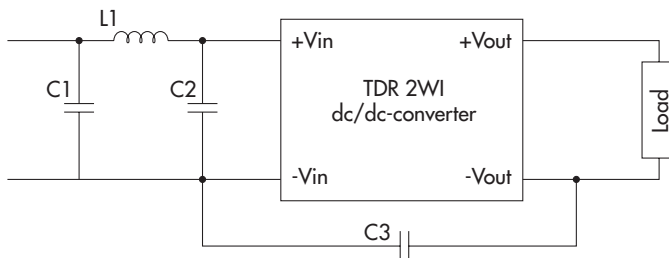 L1
+Vin
+Vout
C1
C2
TDR 2WI
dc/dc-converter
Load
-Vin
-Vout
C3